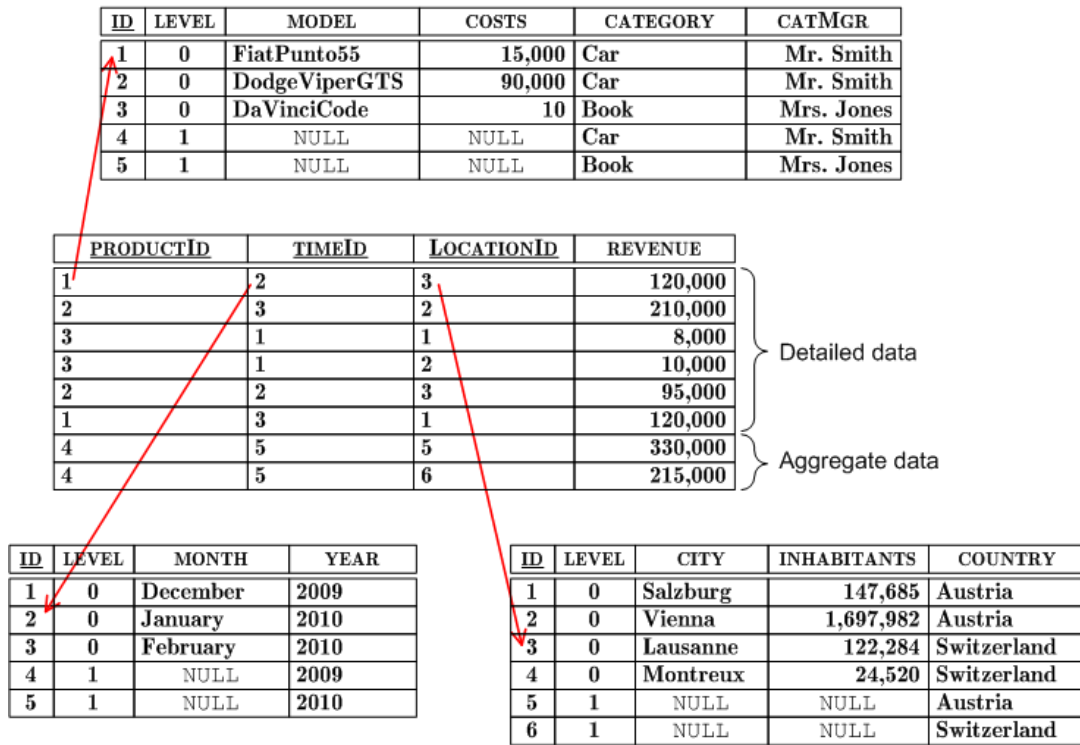 ID LEVEL MODEL COSTS CATEGORY CATMGR
1 0 FiatPunto55 15,000 Car Mr. Smith
2 0 DodgeViperGTS 90,000 Car Mr. Smith
3 0 DaVinciCode 10 Book Mrs. Jones
4 1 NULL NULL Car Mr. Smith
5 1 NULL NULL Book Mrs. Jones
PRODUCTID TIMEID LOCATIONID REVENUE
1 2 3 120,000
2 3 2 210,000
3 1 1 8,000
3 1 2 10,000
2 2 3 95,000
1 3 1 120,000
Detailed data
4 5 5 330,000
4 5 6 215,000
Aggregate data
ID LEVEL MONTH YEAR
1 0 December 2009
2 0 January 2010
3 0 February 2010
4 1 NULL 2009
5 1 NULL 2010
ID LEVEL CITY INHABITANTS COUNTRY
1 0 Salzburg 147,685 Austria
2 0 Vienna 1,697,982 Austria
3 0 Lausanne 122,284 Switzerland
4 0 Montreux 24,520 Switzerland
5 1 NULL NULL Austria
6 1 NULL NULL Switzerland